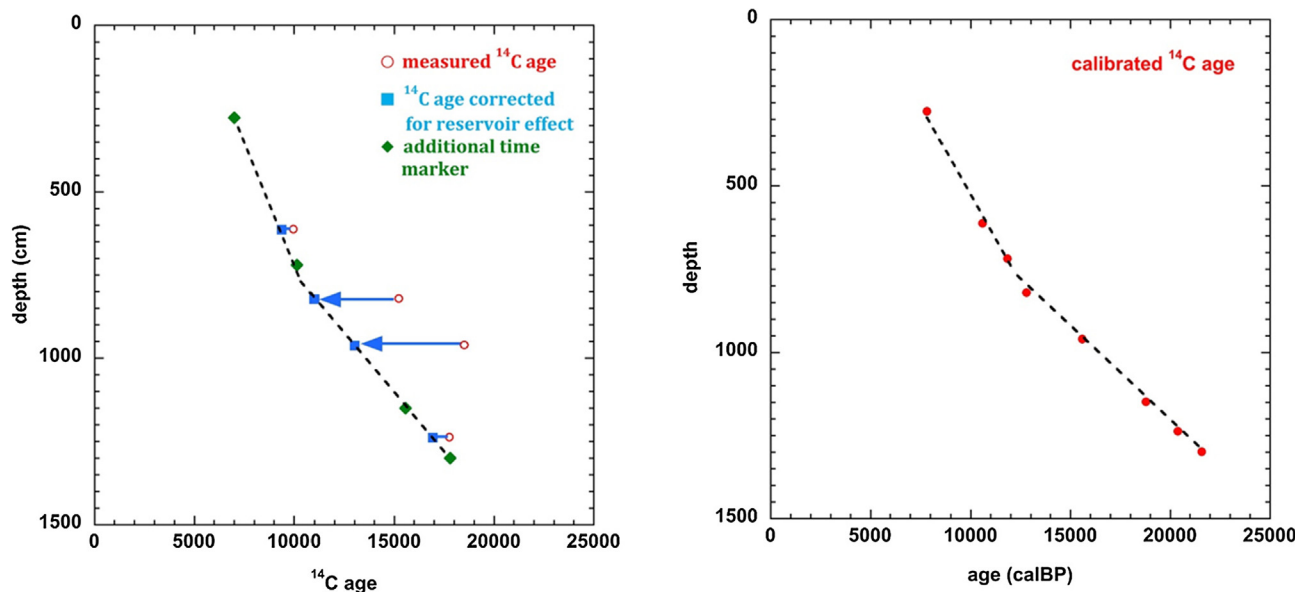 0
500
1000
1500
depth (cm)
measured ¹⁴C age
¹⁴C age corrected
for reservoir effect
additional time
marker
0 5000 10000 15000 20000 25000
¹⁴C age
0
500
1000
1500
depth
calibrated ¹⁴C age
0 5000 10000 15000 20000 25000
age (calBP)